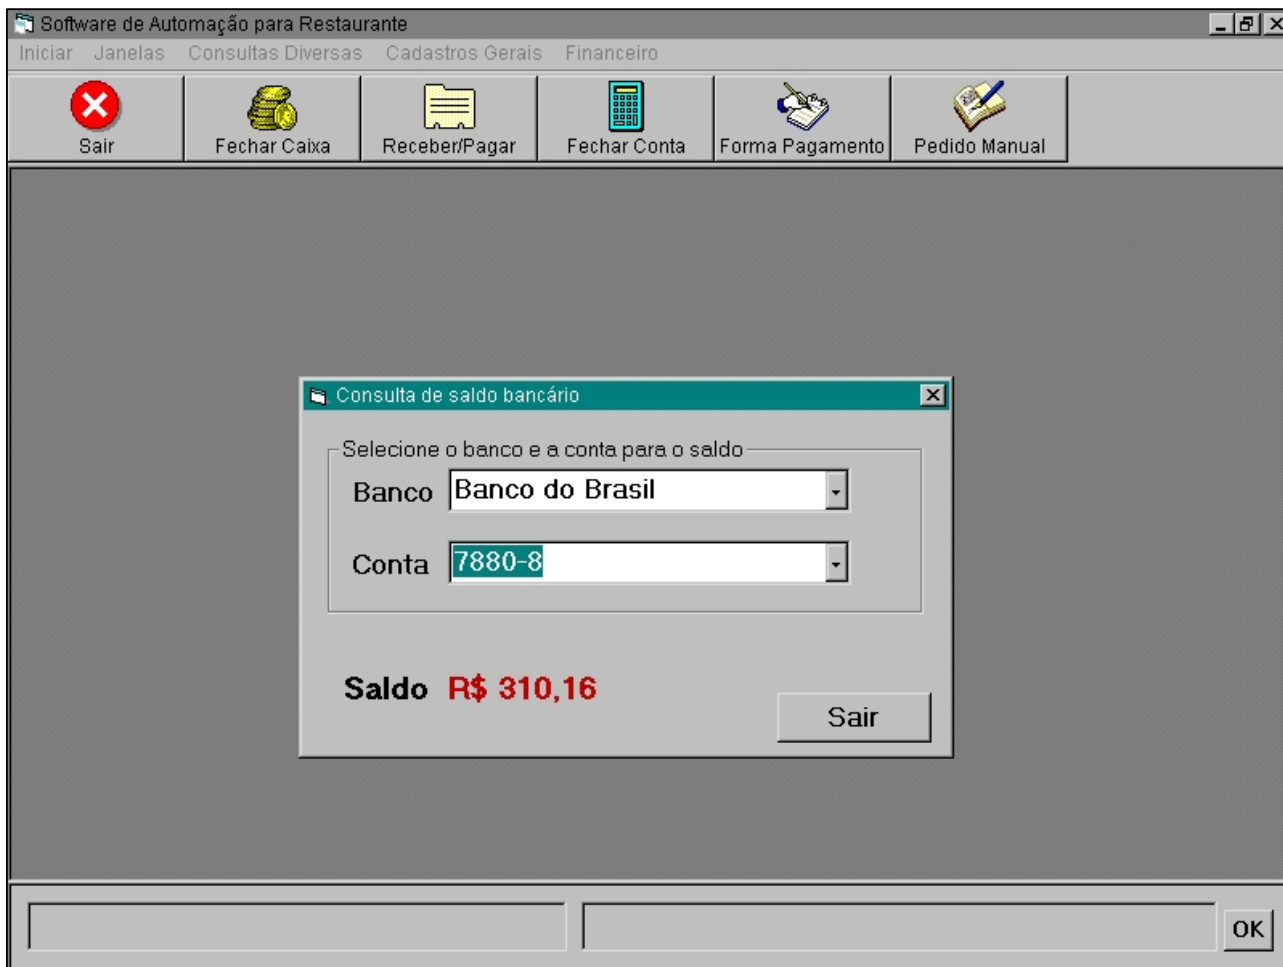 Software de Automação para Restaurante
Iniciar Janelas Consultas Diversas Cadastros Gerais Financeiro
Sair Fechar Caixa Receber/Pagar Fechar Conta Forma Pagamento Pedido Manual
Consulta de saldo bancário
Selecione o banco e a conta para o saldo
Banco Banco do Brasil
Conta 7880-8
Saldo R$ 310,16
Sair
OK